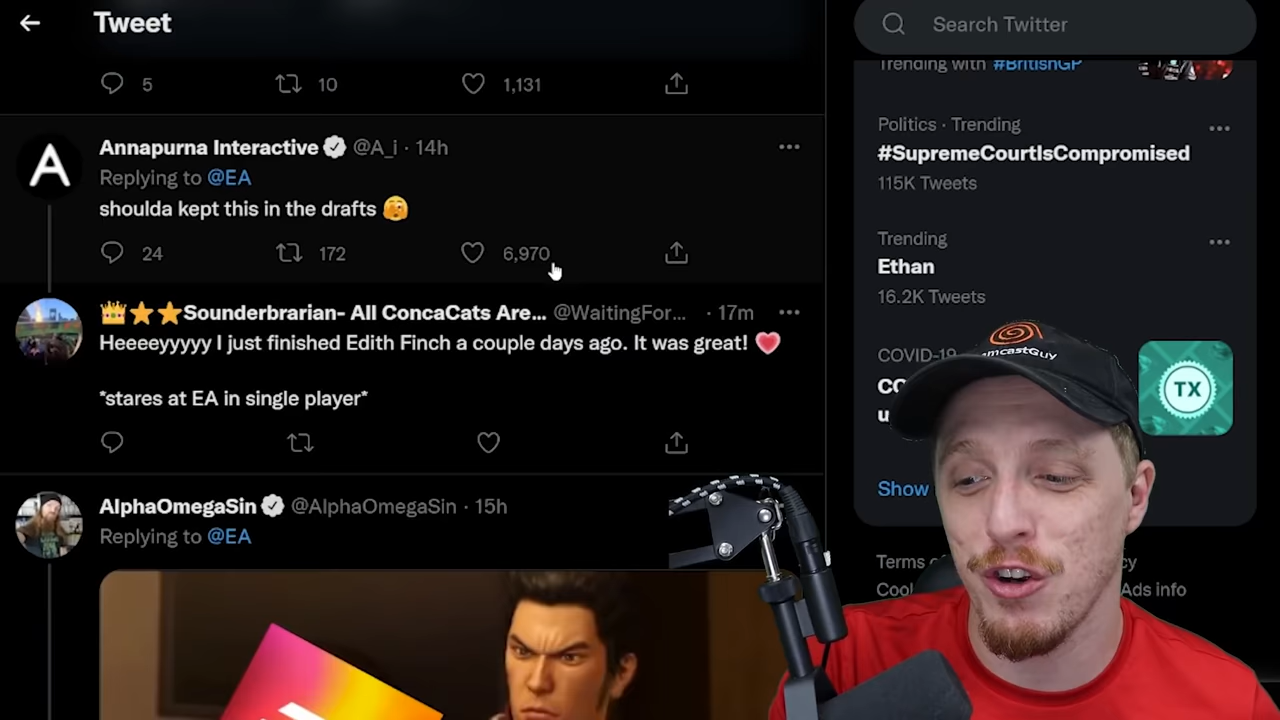 Tweet
Search Twitter
5
10
1,131
Trending with #BritishGP
Annapurna Interactive @A_i · 14h
Replying to @EA
shoulda kept this in the drafts 🫣
24
172
6,970
Politics · Trending
#SupremeCourtIsCompromised
115K Tweets
Trending
Ethan
16.2K Tweets
👑⭐⭐Sounderbrarian- All ConcaCats Are... @WaitingFor... · 17m
Heeeeyyyyy I just finished Edith Finch a couple days ago. It was great! 💗
*stares at EA in single player*
COVID-19
TX
Show
AlphaOmegaSin @AlphaOmegaSin · 15h
Replying to @EA
Terms
Ads info